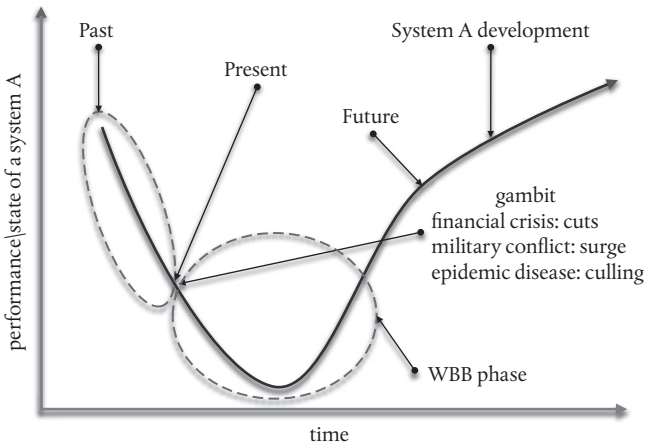 Past
System A development
Present
Future
gambit
financial crisis: cuts
military conflict: surge
epidemic disease: culling
WBB phase
performance\state of a system A
time